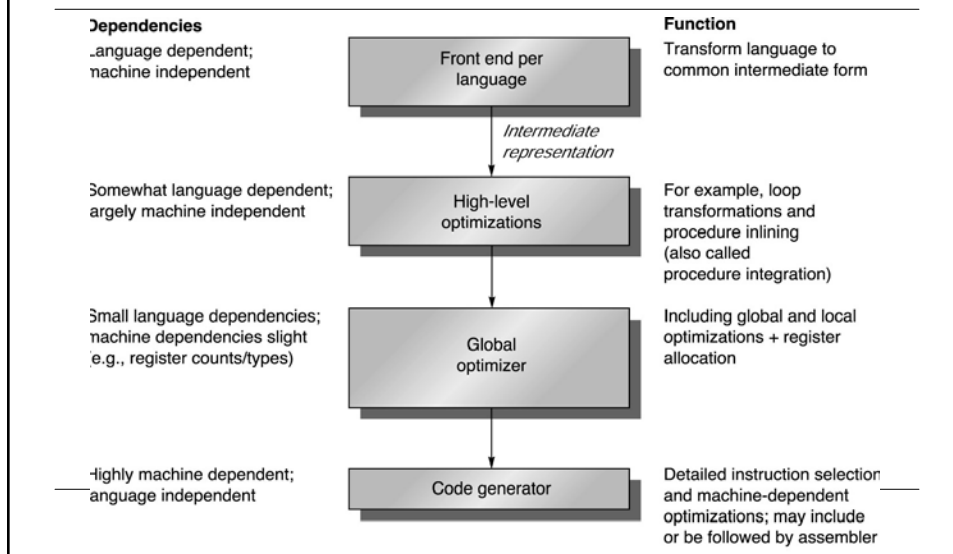 Dependencies
Language dependent;
machine independent
Front end per
language
Function
Transform language to
common intermediate form
Intermediate
representation
Somewhat language dependent;
largely machine independent
High-level
optimizations
For example, loop
transformations and
procedure inlining
(also called
procedure integration)
Small language dependencies;
machine dependencies slight
(e.g., register counts/types)
Global
optimizer
Including global and local
optimizations + register
allocation
Highly machine dependent;
language independent
Code generator
Detailed instruction selection
and machine-dependent
optimizations; may include
or be followed by assembler